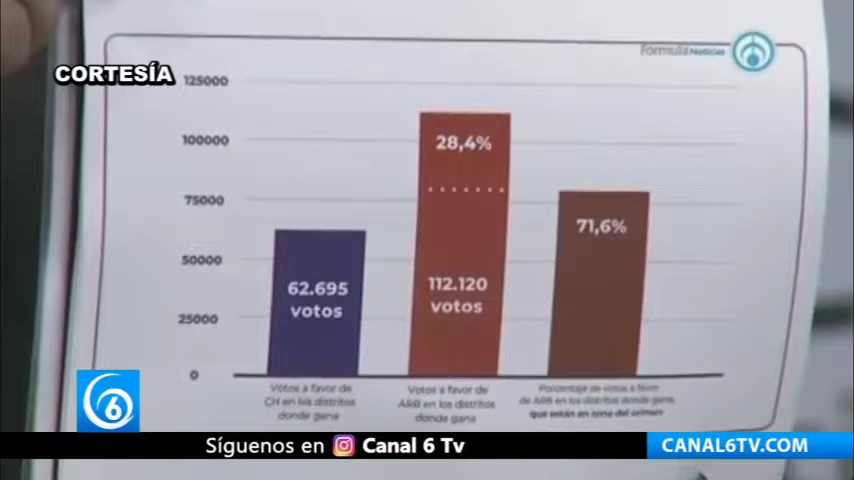 Fórmula Noticias
CORTESÍA
125000
100000
75000
50000
25000
0
28,4%
71,6%
62.695
votos
112.120
votos
Votos a favor de
CH en los distritos
donde gana
Votos a favor de
ARB en los distritos
donde gana
Porcentaje de votos a favor
de ARB en los distritos donde gana,
que están en zona del crimen
6
Síguenos en Canal 6 Tv
CANAL6TV.COM